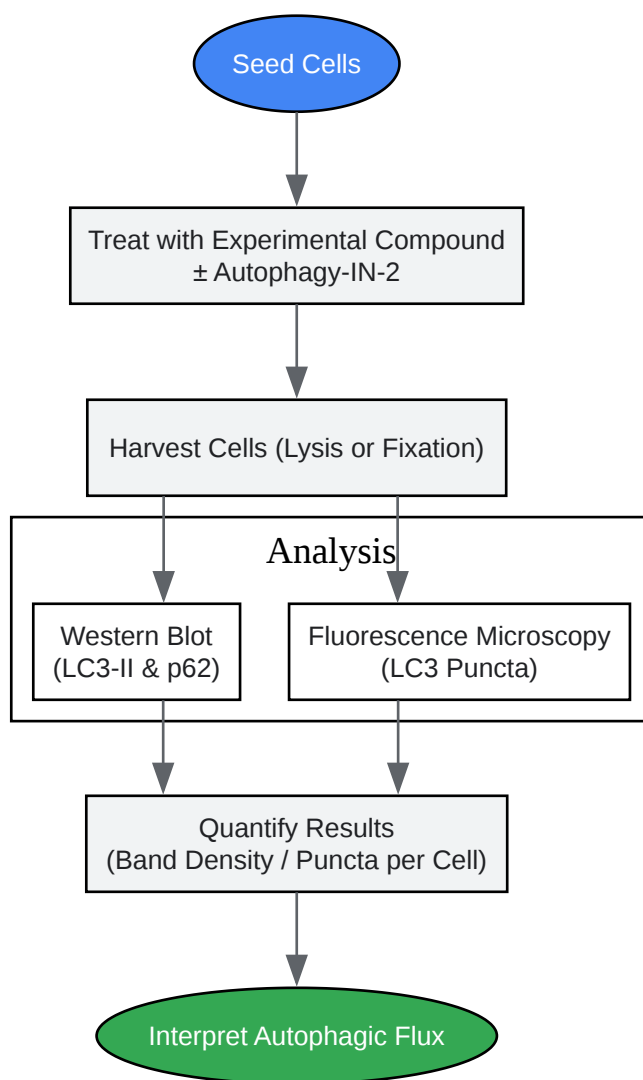 Seed Cells
Treat with Experimental Compound
± Autophagy-IN-2
Harvest Cells (Lysis or Fixation)
Analysis
Western Blot
(LC3-II & p62)
Fluorescence Microscopy
(LC3 Puncta)
Quantify Results
(Band Density / Puncta per Cell)
Interpret Autophagic Flux